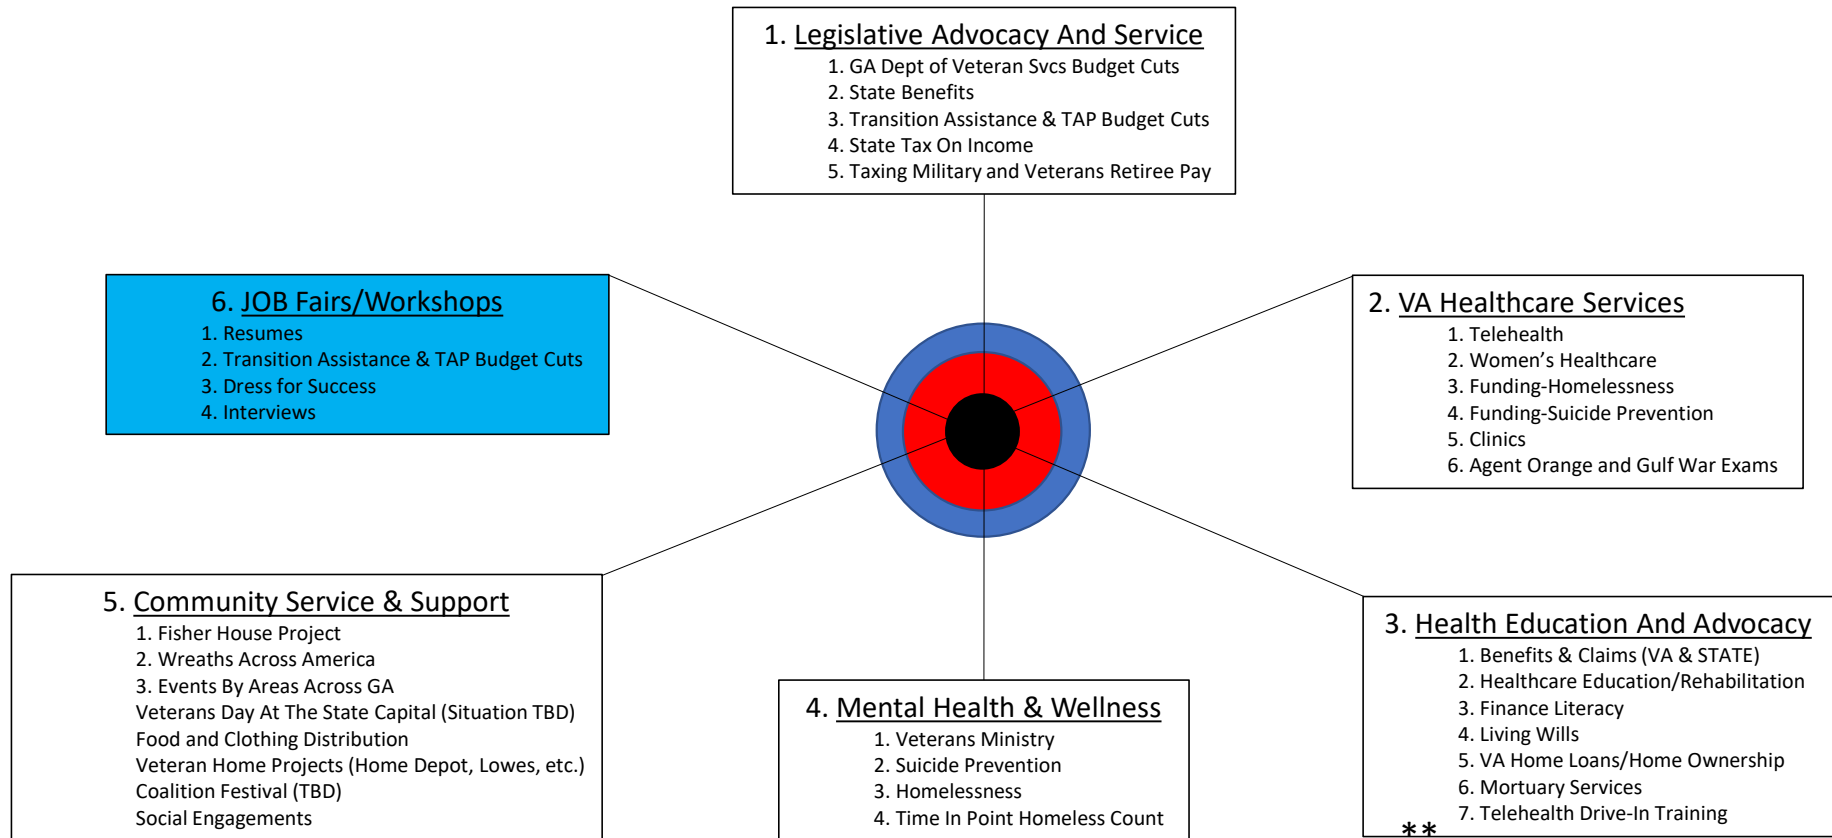 1. Legislative Advocacy And Service
1. GA Dept of Veteran Svcs Budget Cuts
2. State Benefits
3. Transition Assistance & TAP Budget Cuts
4. State Tax On Income
5. Taxing Military and Veterans Retiree Pay
6. JOB Fairs/Workshops
1. Resumes
2. Transition Assistance & TAP Budget Cuts
3. Dress for Success
4. Interviews
2. VA Healthcare Services
1. Telehealth
2. Women’s Healthcare
3. Funding-Homelessness
4. Funding-Suicide Prevention
5. Clinics
6. Agent Orange and Gulf War Exams
5. Community Service & Support
1. Fisher House Project
2. Wreaths Across America
3. Events By Areas Across GA
Veterans Day At The State Capital (Situation TBD)
Food and Clothing Distribution
Veteran Home Projects (Home Depot, Lowes, etc.)
Coalition Festival (TBD)
Social Engagements
4. Mental Health & Wellness
1. Veterans Ministry
2. Suicide Prevention
3. Homelessness
4. Time In Point Homeless Count
3. Health Education And Advocacy
1. Benefits & Claims (VA & STATE)
2. Healthcare Education/Rehabilitation
3. Finance Literacy
4. Living Wills
5. VA Home Loans/Home Ownership
6. Mortuary Services
7. Telehealth Drive-In Training
**